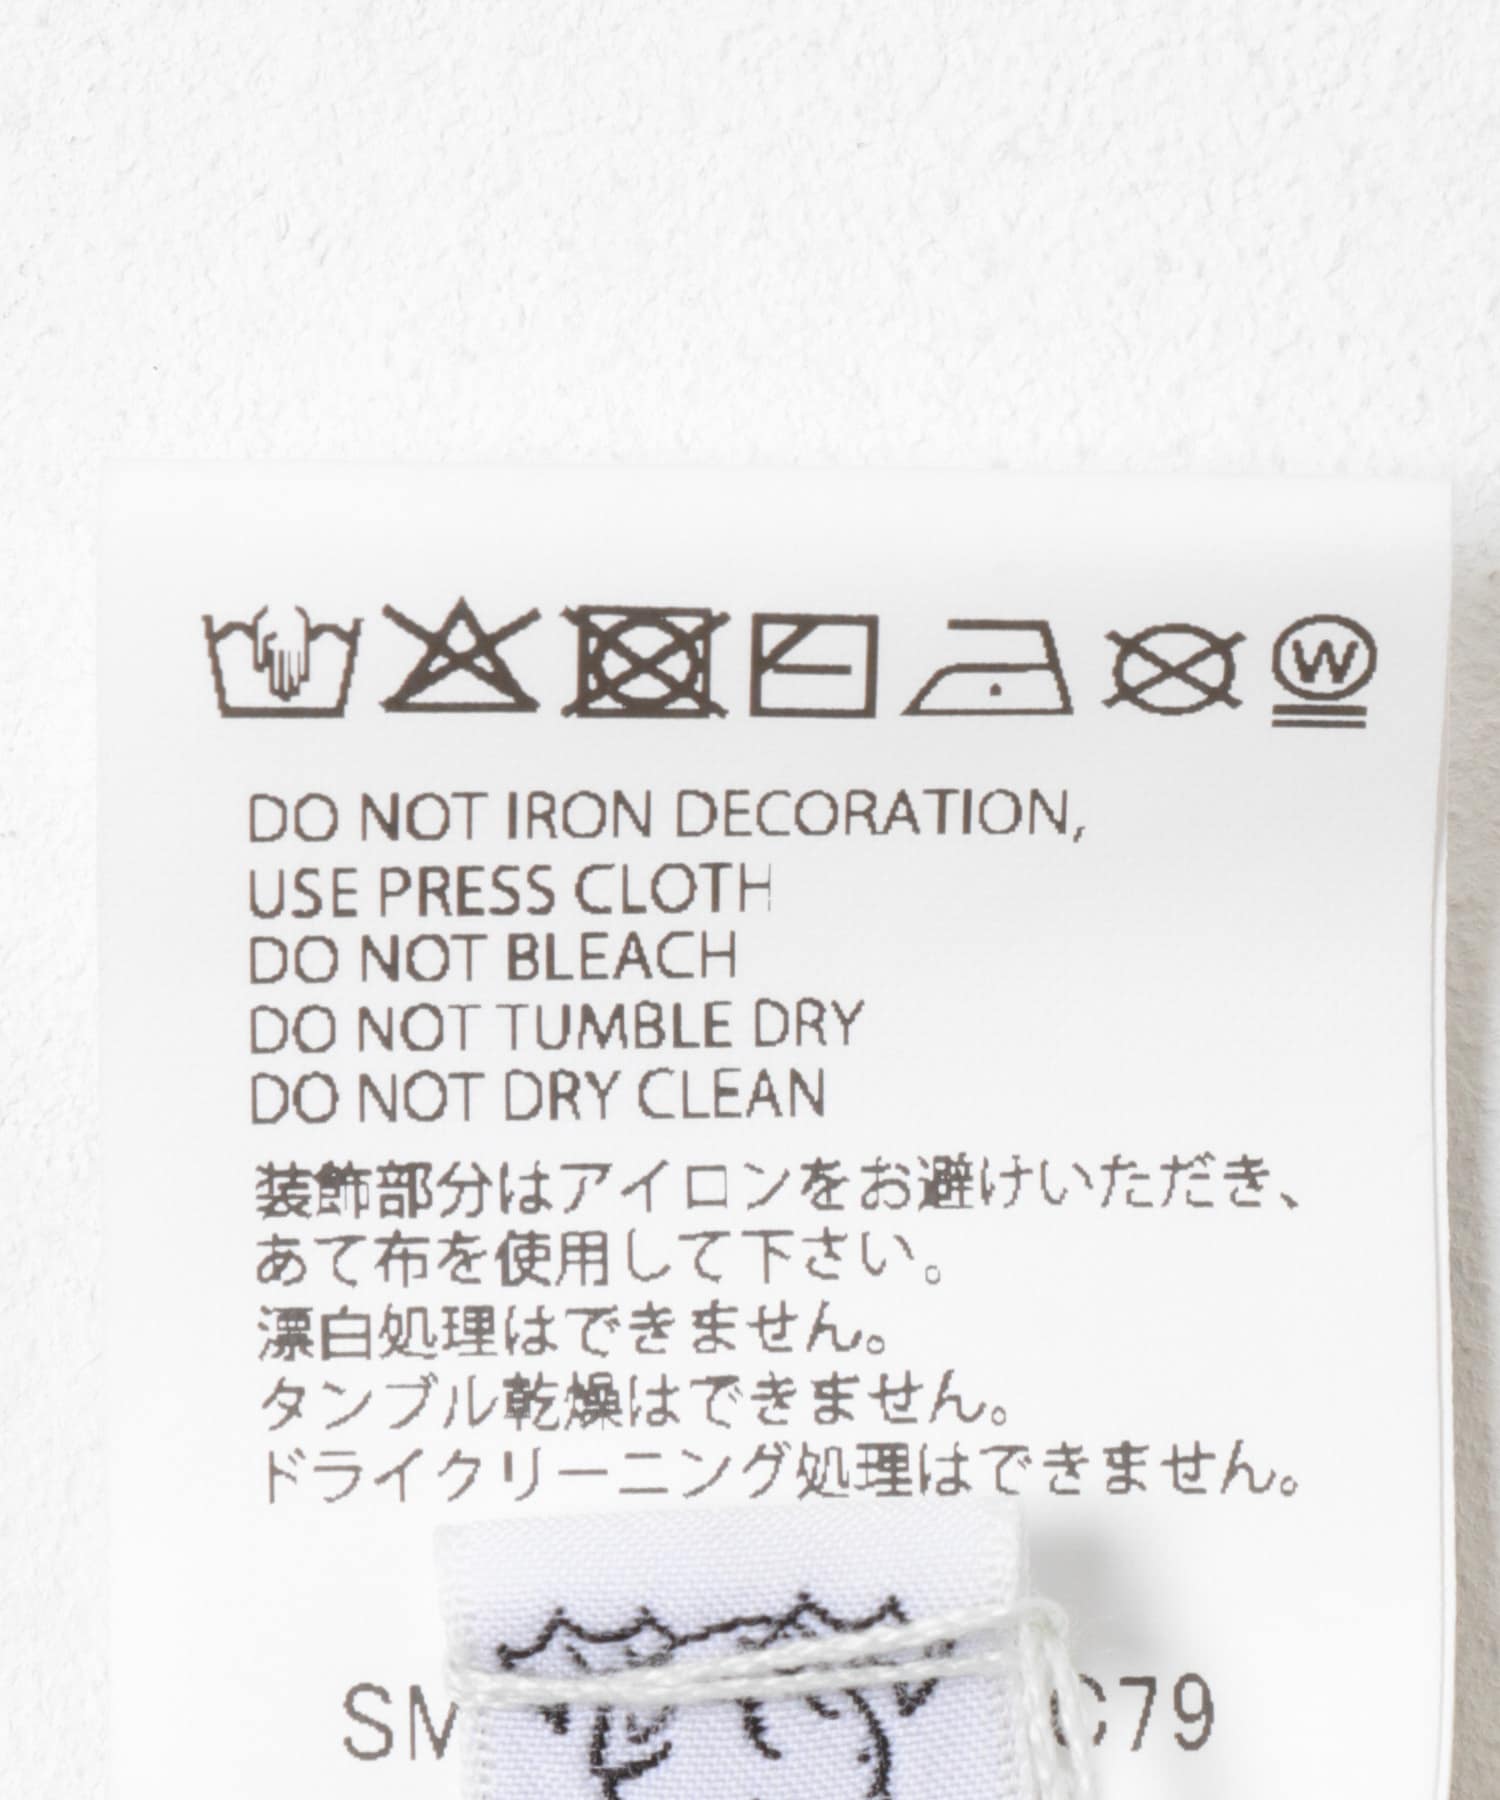 W
DO NOT IRON DECORATION,
USE PRESS CLOTH
DO NOT BLEACH
DO NOT TUMBLE DRY
DO NOT DRY CLEAN
装飾部分はアイロンをお避けいただき、
あて布を使用して下さい。
漂白処理はできません。
タンブル乾燥はできません。
ドライクリーニング処理はできません。
SM C79